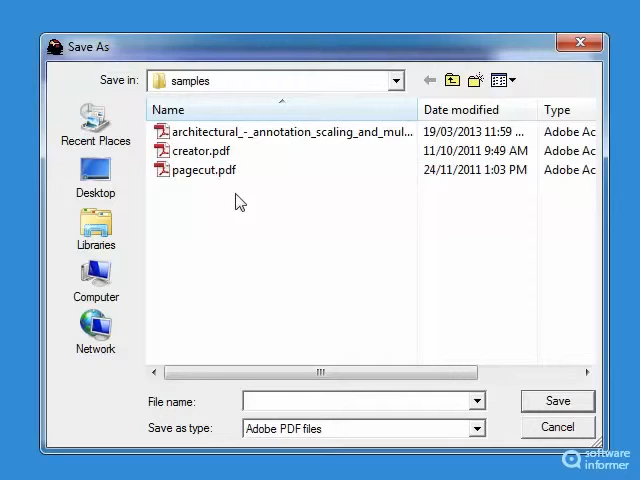 Save As
Save in: samples
Name Date modified Type
architectural_-_annotation_scaling_and_mul... 19/03/2013 11:59 ... Adobe Ac
creator.pdf 11/10/2011 9:49 AM Adobe Ac
pagecut.pdf 24/11/2011 1:03 PM Adobe Ac
Recent Places
Desktop
Libraries
Computer
Network
File name: Save
Save as type: Adobe PDF files Cancel
software
informer